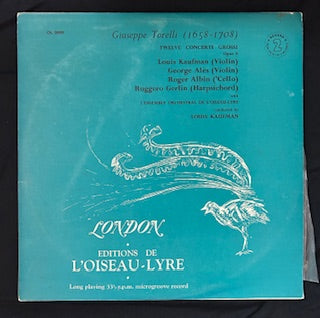 Giuseppe Torelli (1658-1708)
TWELVE CONCERTI GROSSI
Opus 8
Louis Kaufman (Violin)
George Alès (Violin)
Roger Albin ('Cello)
Ruggero Gerlin (Harpsichord)
with
L'ENSEMBLE ORCHESTRAL DE L'OISEAU-LYRE
conducted by
LOUIS KAUFMAN
LONDON
EDITIONS DE
L'OISEAU-LYRE
Long playing 33⅓ r.p.m. microgroove record